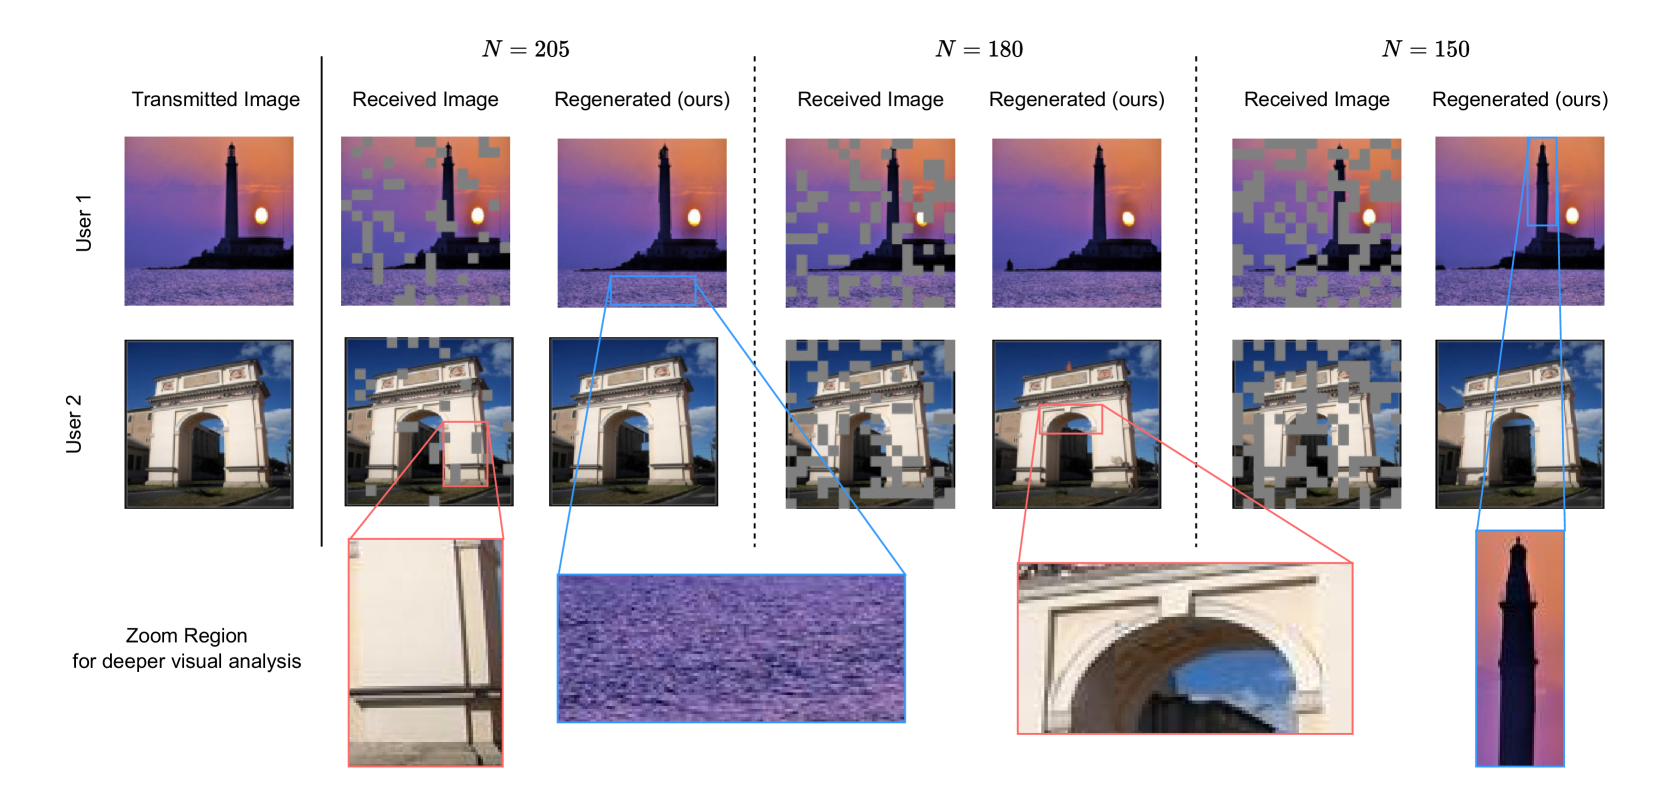 N = 205
N = 180
N = 150
Transmitted Image
Received Image
Regenerated (ours)
Received Image
Regenerated (ours)
Received Image
Regenerated (ours)
User 1
User 2
Zoom Region
for deeper visual analysis